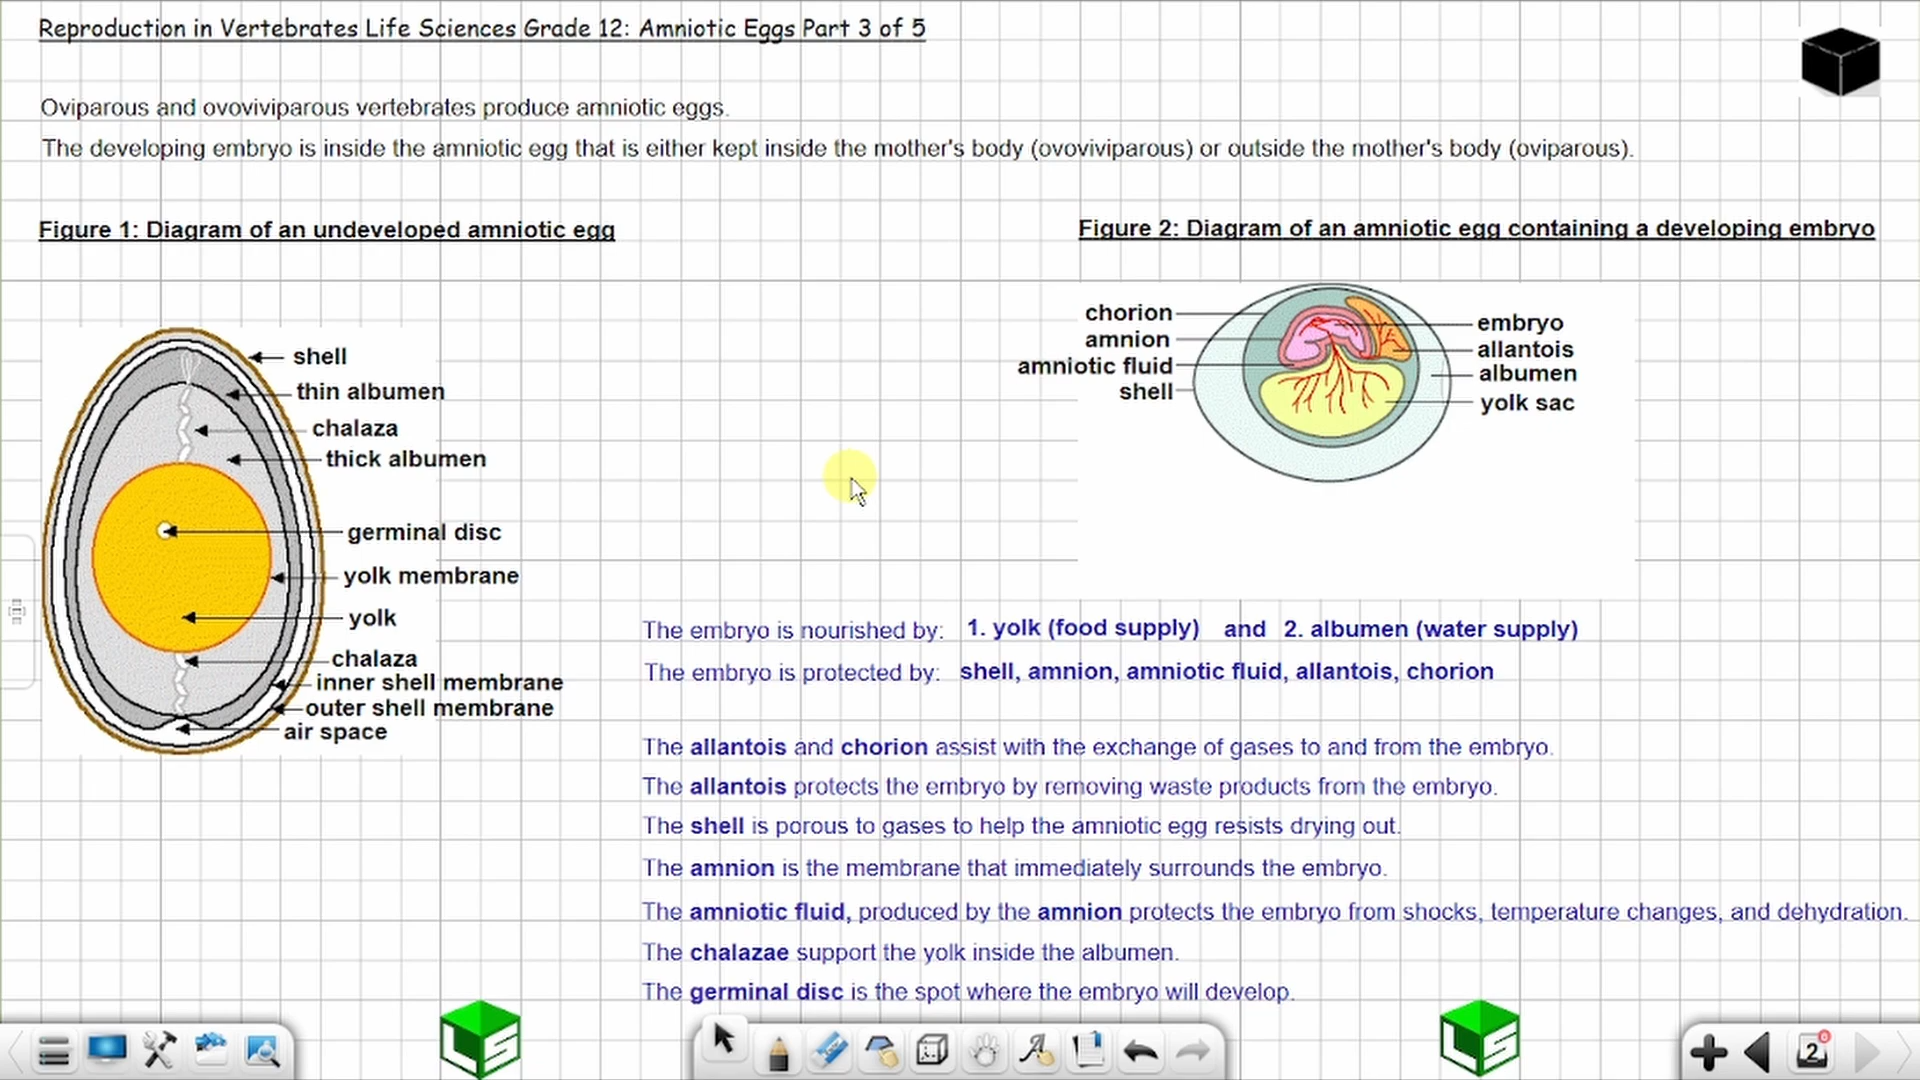 Reproduction in Vertebrates Life Sciences Grade 12: Amniotic Eggs Part 3 of 5
Oviparous and ovoviviparous vertebrates produce amniotic eggs.
The developing embryo is inside the amniotic egg that is either kept inside the mother's body (ovoviviparous) or outside the mother's body (oviparous).
Figure 1: Diagram of an undeveloped amniotic egg
shell
thin albumen
chalaza
thick albumen
germinal disc
yolk membrane
yolk
chalaza
inner shell membrane
outer shell membrane
air space
Figure 2: Diagram of an amniotic egg containing a developing embryo
chorion
amnion
amniotic fluid
shell
embryo
allantois
albumen
yolk sac
The embryo is nourished by: 1. yolk (food supply) and 2. albumen (water supply)
The embryo is protected by: shell, amnion, amniotic fluid, allantois, chorion
The allantois and chorion assist with the exchange of gases to and from the embryo.
The allantois protects the embryo by removing waste products from the embryo.
The shell is porous to gases to help the amniotic egg resists drying out.
The amnion is the membrane that immediately surrounds the embryo.
The amniotic fluid, produced by the amnion protects the embryo from shocks, temperature changes, and dehydration.
The chalazae support the yolk inside the albumen.
The germinal disc is the spot where the embryo will develop.
LS
LS
2
0